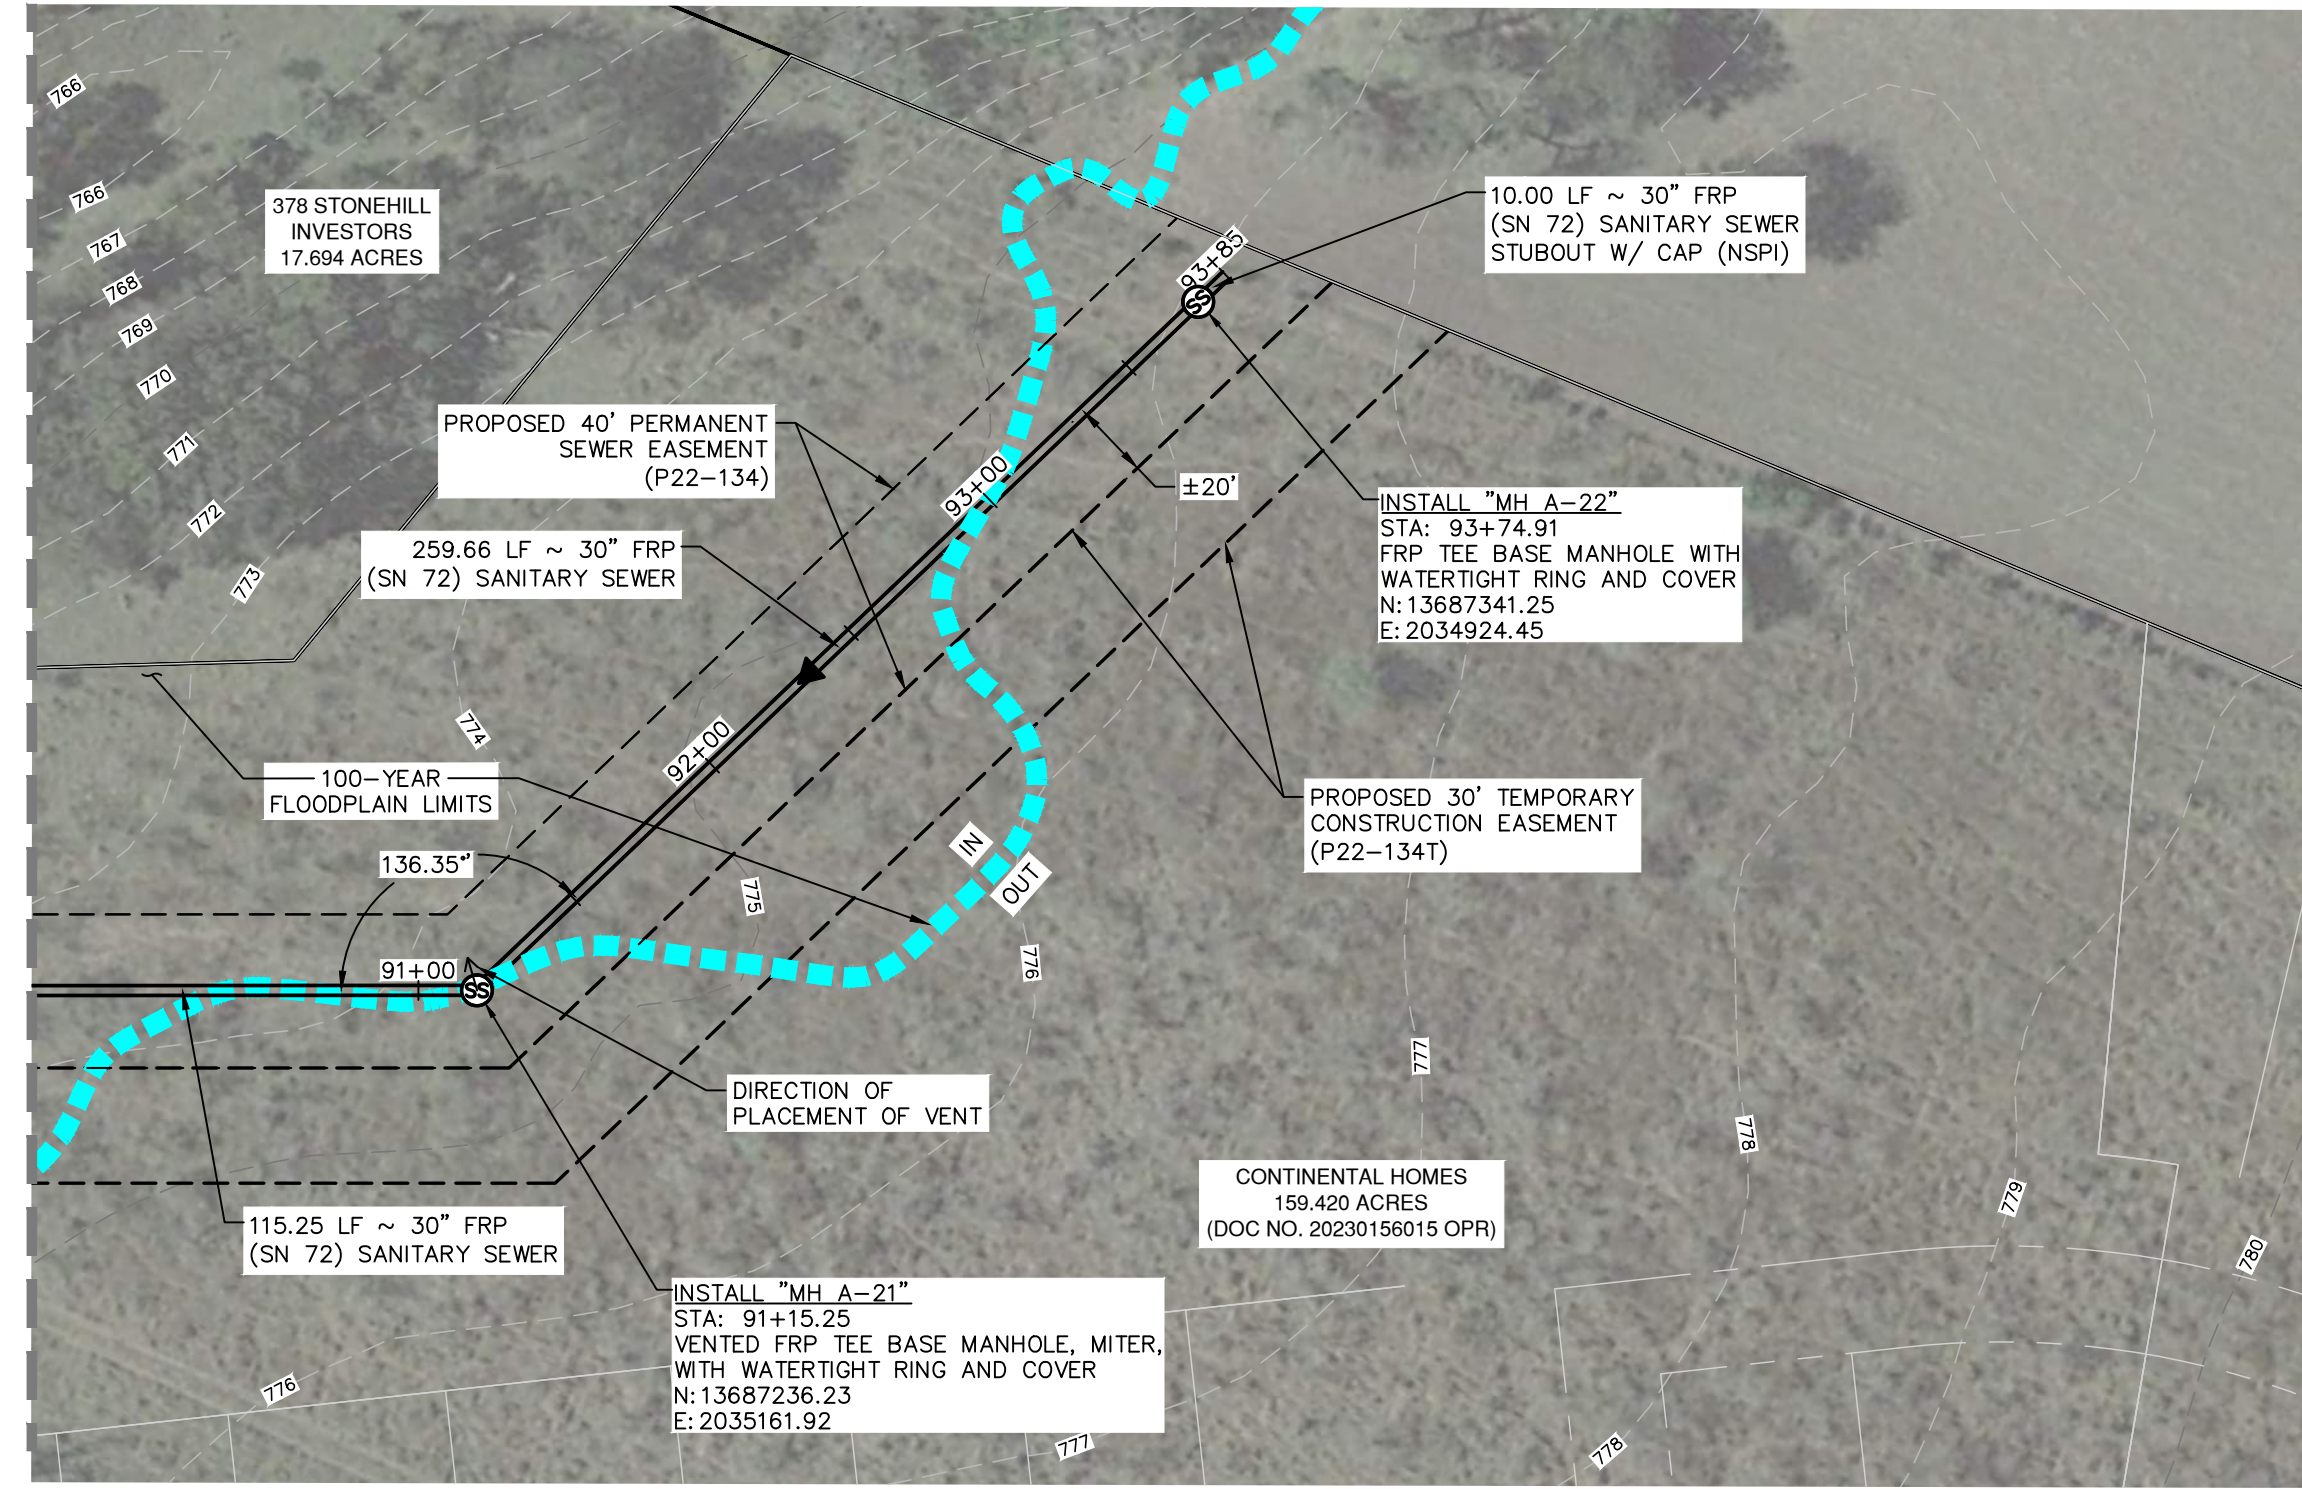 766
766
767
768
769
770
771
772
773
774
775
776
776
777
777
778
778
779
780
378 STONEHILL
INVESTORS
17.694 ACRES
10.00 LF ~ 30" FRP
(SN 72) SANITARY SEWER
STUBOUT W/ CAP (NSPI)
93+85
SS
PROPOSED 40' PERMANENT
SEWER EASEMENT
(P22-134)
93+00
±20'
INSTALL "MH A-22"
STA: 93+74.91
FRP TEE BASE MANHOLE WITH
WATERTIGHT RING AND COVER
N:13687341.25
E:2034924.45
259.66 LF ~ 30" FRP
(SN 72) SANITARY SEWER
92+00
100-YEAR
FLOODPLAIN LIMITS
PROPOSED 30' TEMPORARY
CONSTRUCTION EASEMENT
(P22-134T)
IN
OUT
136.35°'
91+00
SS
DIRECTION OF
PLACEMENT OF VENT
CONTINENTAL HOMES
159.420 ACRES
(DOC NO. 20230156015 OPR)
115.25 LF ~ 30" FRP
(SN 72) SANITARY SEWER
INSTALL "MH A-21"
STA: 91+15.25
VENTED FRP TEE BASE MANHOLE, MITER,
WITH WATERTIGHT RING AND COVER
N:13687236.23
E:2035161.92